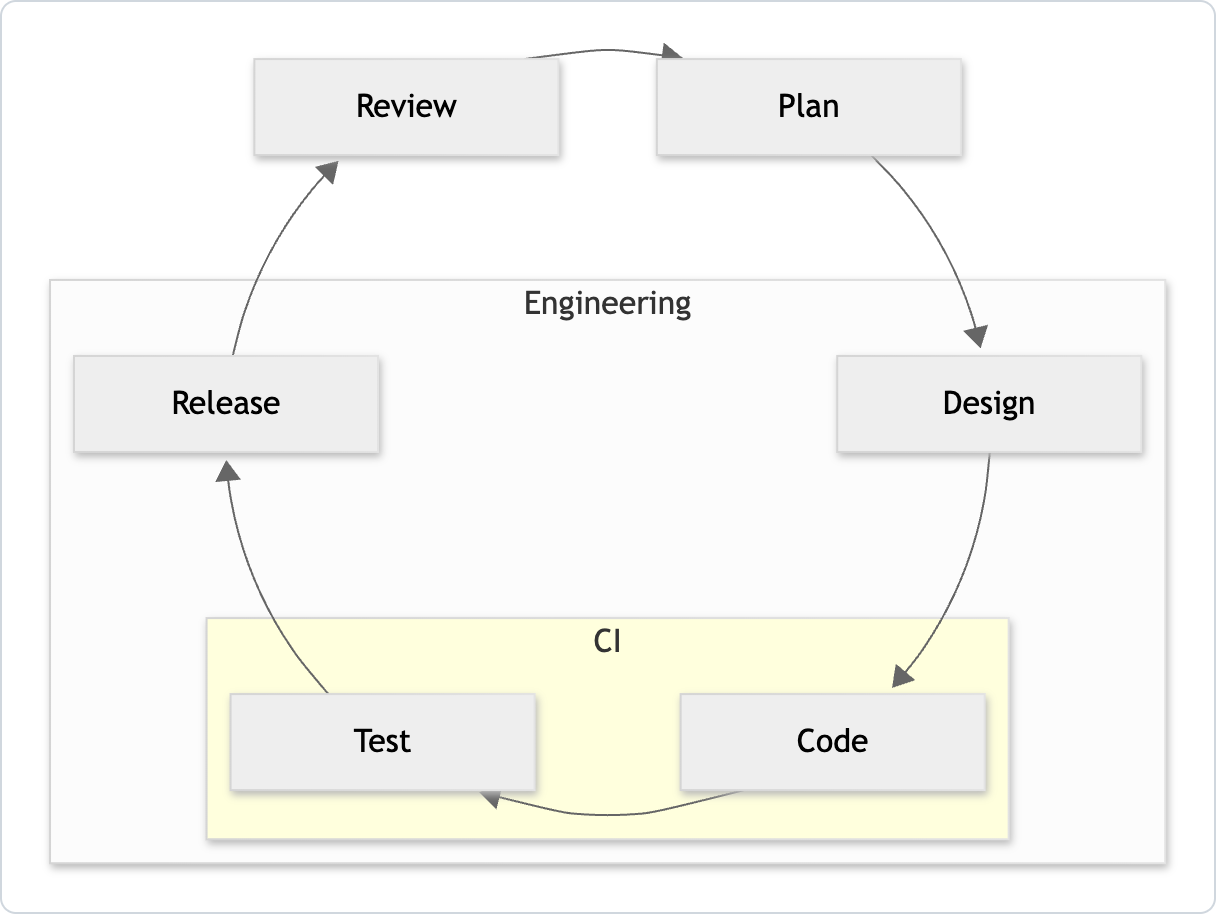 Review
Plan
Engineering
Release
Design
CI
Test
Code